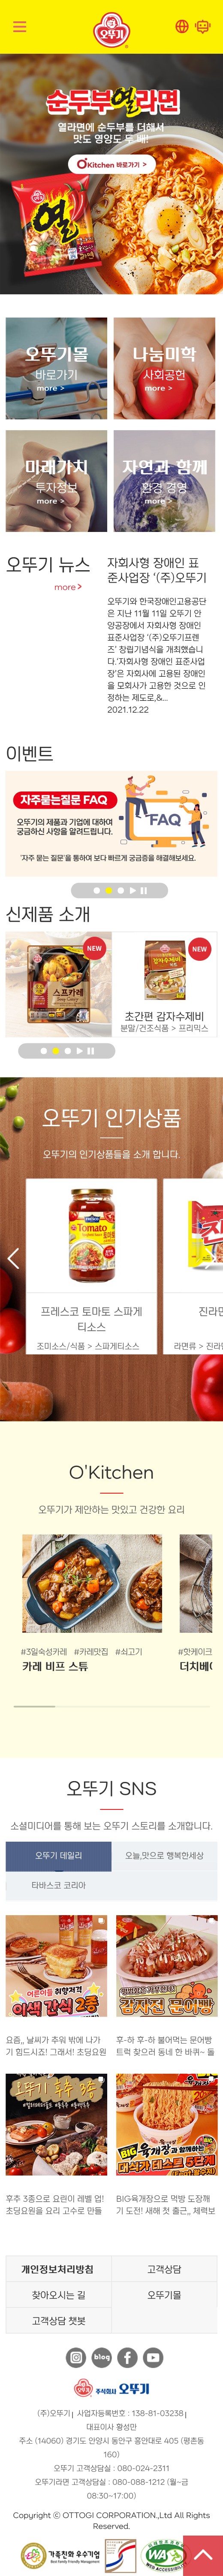 오뚜기
순두부열라면
열라면에 순두부를 더해서
맛도 영양도 두 배!
O'Kitchen 바로가기 >
열
오뚜기몰
바로가기
more >
나눔미학
사회공헌
more >
미래가치
투자정보
more >
자연과 함께
환경 경영
more >
오뚜기 뉴스
more >
자회사형 장애인 표
준사업장 ‘(주)오뚜기
오뚜기와 한국장애인고용공단
은 지난 11월 11일 오뚜기 안
양공장에서 자회사형 장애인
표준사업장 ‘(주)오뚜기프렌
즈’ 창립기념식을 개최했습니
다.‘자회사형 장애인 표준사업
장’은 자사에 고용된 장애인
을 모회사가 고용한 것으로 인
정하는 제도로,&...
2021.12.22
이벤트
자주묻는질문 FAQ
오뚜기의 제품과 기업에 대하여
궁금하신 사항을 알려드립니다.
'자주 묻는 질문'을 통하여 보다 빠르게 궁금증을 해결해보세요.
FAQ
신제품 소개
NEW
스프카레
NEW
감자수제비
초간편 감자수제비
분말/건조식품 > 프리믹스
오뚜기 인기상품
오뚜기의 인기상품들을 소개 합니다.
Tomato
프레스코 토마토 스파게
티소스
조미소스/식품 > 스파게티소스
진라면
라면류 > 진라면
O'Kitchen
오뚜기가 제안하는 맛있고 건강한 요리
#3일숙성카레 #카레맛집 #쇠고기
카레 비프 스튜
#핫케이크
더치베이
오뚜기 SNS
소셜미디어를 통해 보는 오뚜기 스토리를 소개합니다.
오뚜기 데일리
오늘,맛으로 행복한세상
타바스코 코리아
어른이들 취향저격
이색 간식 2종
요즘,, 날씨가 추워 밖에 나가
기 힘드시죠! 그래서! 초딩요원
겁자진 문어빵
후-하 후-하 불어먹는 문어빵
트럭 찾으러 동네 한 바퀴~ 돌
오뚜기 후추 3종
후추 3종으로 요린이 레벨 업!
초딩요원을 요리 고수로 만들
BIG 육개장과 함께하는
대식가 테스트 5단계
BIG육개장으로 먹방 도장깨
기 도전! 새해 첫 출근,, 체력보
개인정보처리방침
고객상담
찾아오시는 길
오뚜기몰
고객상담 챗봇
blog
주식회사 오뚜기
(주)오뚜기 | 사업자등록번호 : 138-81-03238 |
대표이사 황성만
주소 (14060) 경기도 안양시 동안구 흥안대로 405 (평촌동
160)
오뚜기 고객상담실 : 080-024-2311
오뚜기라면 고객상담실 : 080-088-1212 (월~금
08:30~17:00)
Copyright ⓒ OTTOGI CORPORATION.,Ltd All Rights
Reserved.
가족친화 우수기업
Best Family Friendly Management
WA